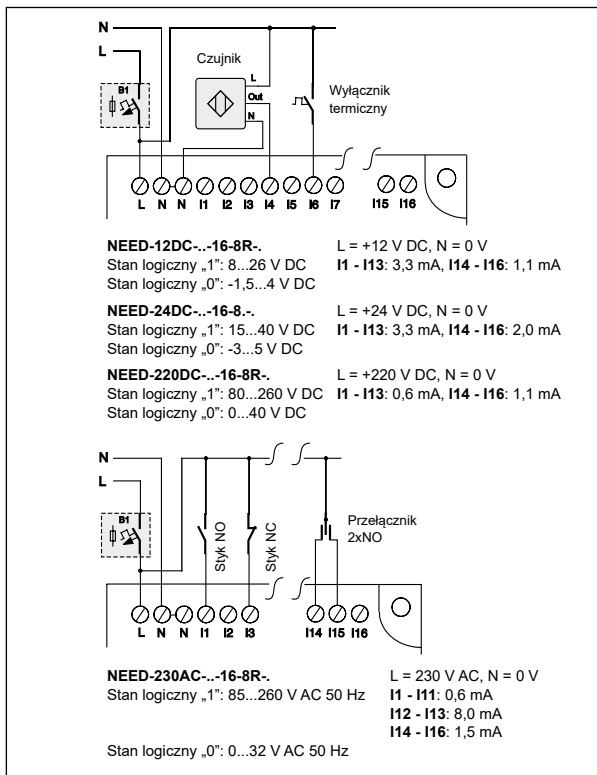 N
L
B1
Czujnik
L
Out
N
Wyłącznik
termiczny
L N N I1 I2 I3 I4 I5 I6 I7 I15 I16
NEED-12DC-..-16-8R-. L = +12 V DC, N = 0 V
Stan logiczny „1”: 8...26 V DC I1 - I13: 3,3 mA, I14 - I16: 1,1 mA
Stan logiczny „0”: -1,5...4 V DC
NEED-24DC-..-16-8.-. L = +24 V DC, N = 0 V
Stan logiczny „1”: 15...40 V DC I1 - I13: 3,3 mA, I14 - I16: 2,0 mA
Stan logiczny „0”: -3...5 V DC
NEED-220DC-..-16-8R-. L = +220 V DC, N = 0 V
Stan logiczny „1”: 80...260 V DC I1 - I13: 0,6 mA, I14 - I16: 1,1 mA
Stan logiczny „0”: 0...40 V DC
N
L
B1
Styk NO
Styk NC
Przełącznik
2xNO
L N N I1 I2 I3 I14 I15 I16
NEED-230AC-..-16-8R-. L = 230 V AC, N = 0 V
Stan logiczny „1”: 85...260 V AC 50 Hz I1 - I11: 0,6 mA
I12 - I13: 8,0 mA
I14 - I16: 1,5 mA
Stan logiczny „0”: 0...32 V AC 50 Hz